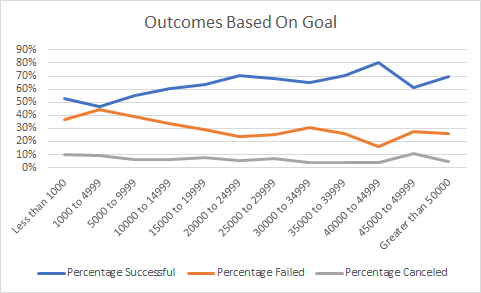 Outcomes Based On Goal
90%
80%
70%
60%
50%
40%
30%
20%
10%
0%
Less than 1000
1000 to 4999
5000 to 9999
10000 to 14999
15000 to 19999
20000 to 24999
25000 to 29999
30000 to 34999
35000 to 39999
40000 to 44999
45000 to 49999
Greater than 50000
Percentage Successful Percentage Failed Percentage Canceled